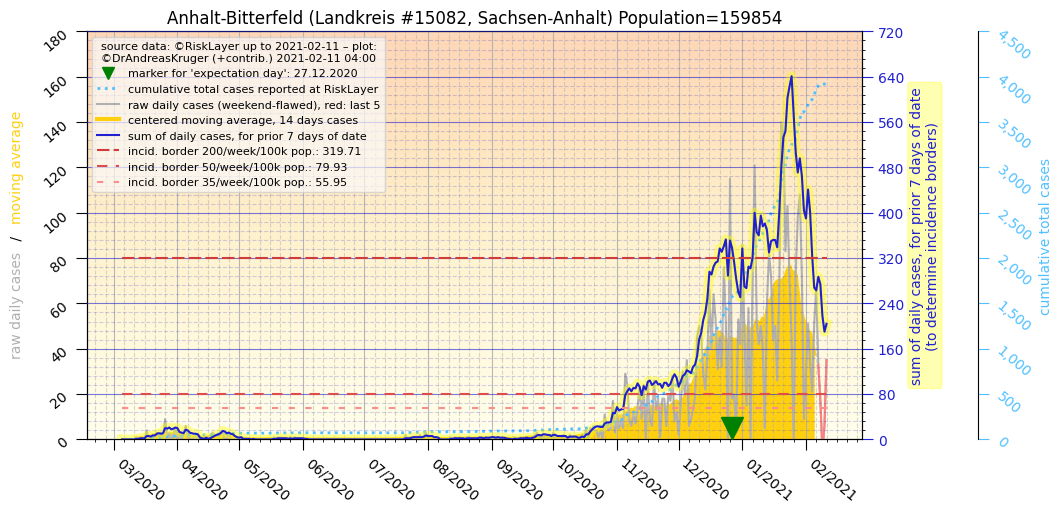 Anhalt-Bitterfeld (Landkreis #15082, Sachsen-Anhalt) Population=159854
source data: ©RiskLayer up to 2021-02-11 – plot:
©DrAndreasKruger (+contrib.) 2021-02-11 04:00
marker for 'expectation day': 27.12.2020
cumulative total cases reported at RiskLayer
raw daily cases (weekend-flawed), red: last 5
centered moving average, 14 days cases
sum of daily cases, for prior 7 days of date
incid. border 200/week/100k pop.: 319.71
incid. border 50/week/100k pop.: 79.93
incid. border 35/week/100k pop.: 55.95
raw daily cases / moving average
180
160
140
120
100
80
60
40
20
0
03/2020
04/2020
05/2020
06/2020
07/2020
08/2020
09/2020
10/2020
11/2020
12/2020
01/2021
02/2021
720
640
560
480
400
320
240
160
80
0
sum of daily cases, for prior 7 days of date
(to determine incidence borders)
4,500
4,000
3,500
3,000
2,500
2,000
1,500
1,000
500
0
cumulative total cases